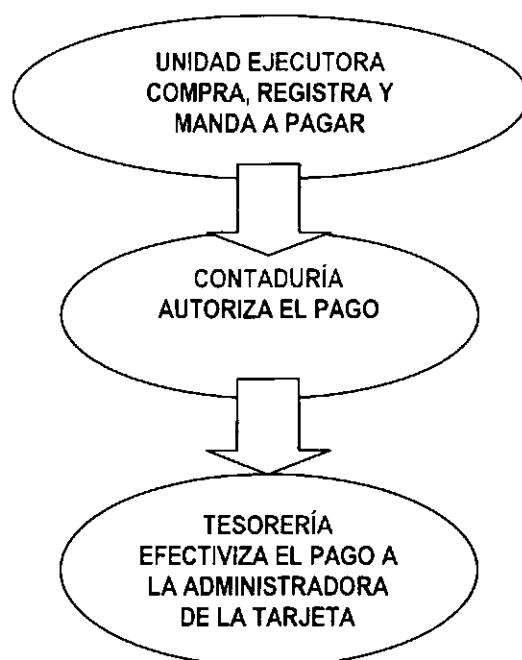 UNIDAD EJECUTORA
COMPRA, REGISTRA Y
MANDA A PAGAR
CONTADURÍA
AUTORIZA EL PAGO
TESORERÍA
EFECTIVIZA EL PAGO A
LA ADMINISTRADORA
DE LA TARJETA